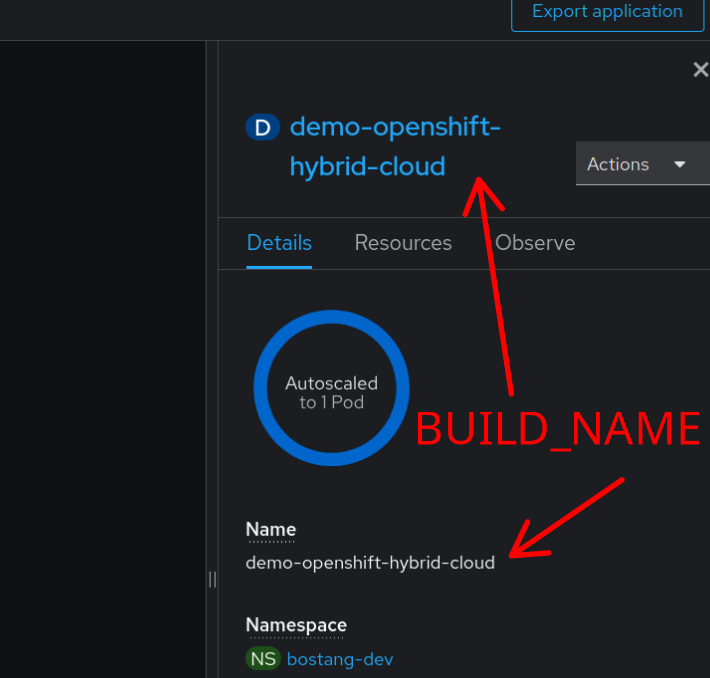 Export application
D demo-openshift-
hybrid-cloud
Actions
Details Resources Observe
Autoscaled
to 1 Pod
BUILD_NAME
Name
demo-openshift-hybrid-cloud
Namespace
NS bostang-dev